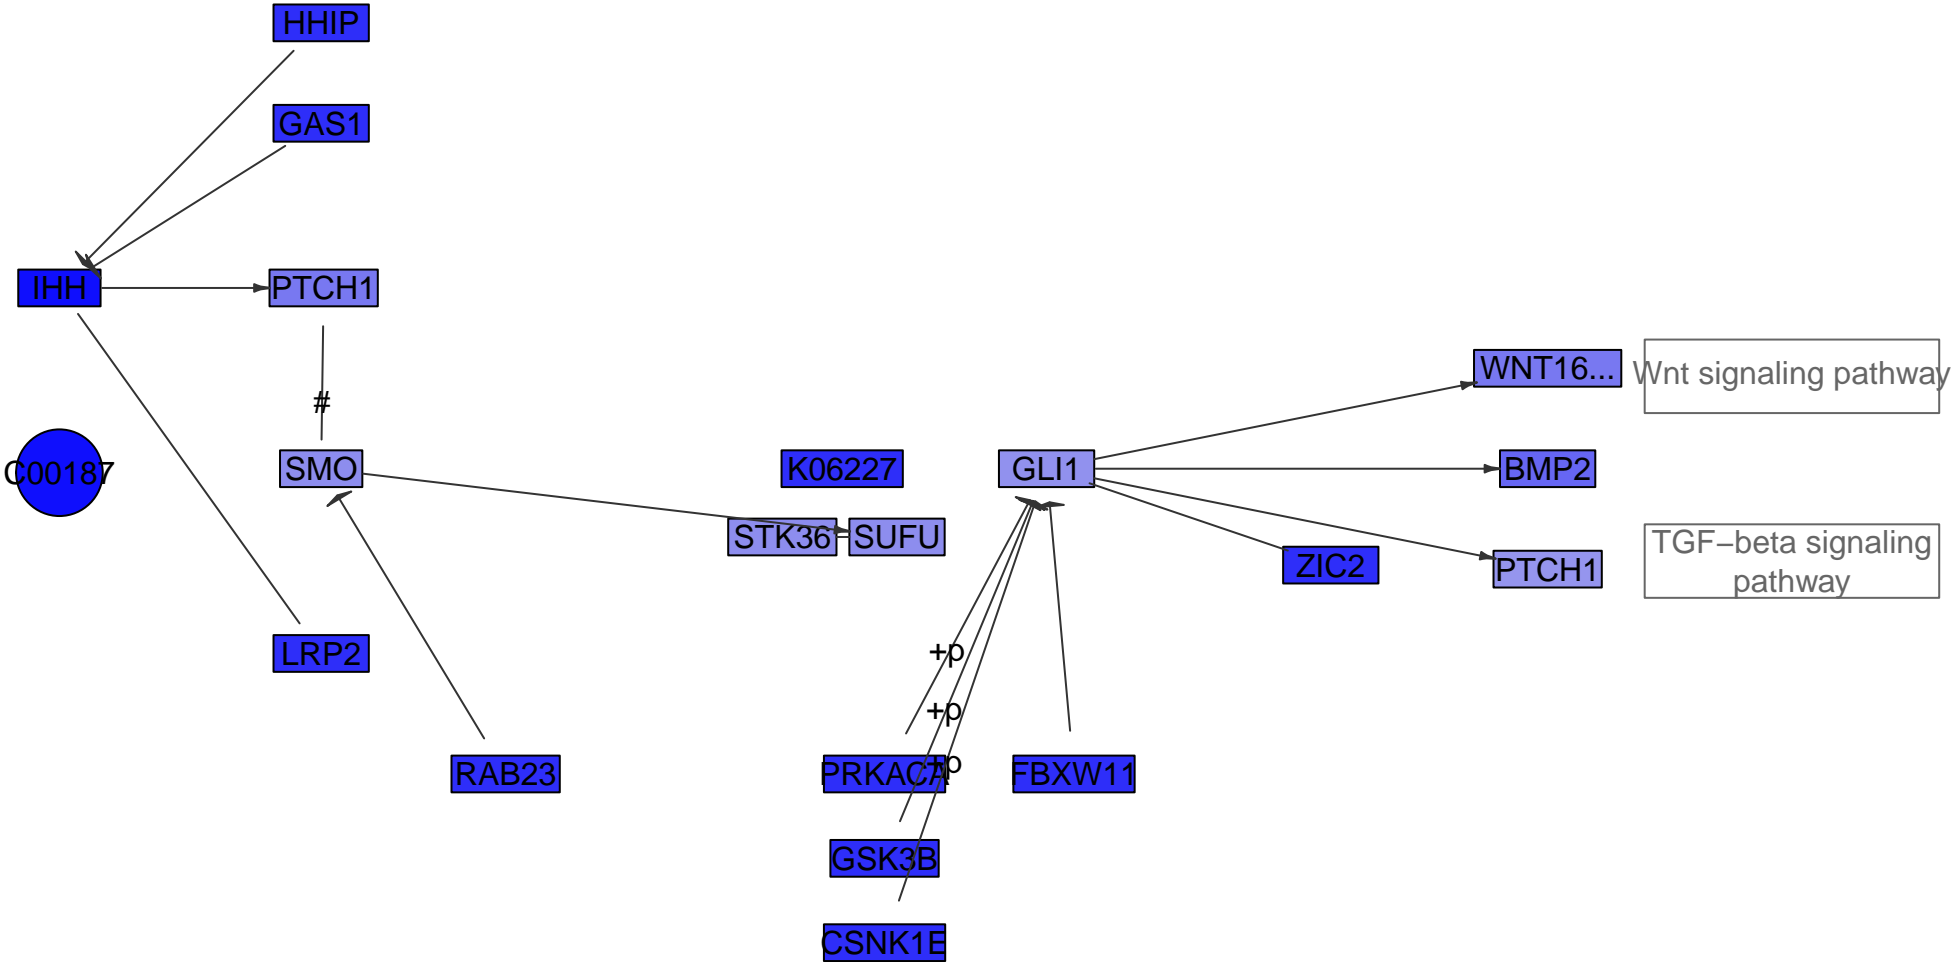 HHIP
GAS1
IHH
PTCH1
WNT16...
Wnt signaling pathway
#
C00187
SMO
K06227
GLI1
BMP2
STK36
SUFU
TGF−beta signaling
pathway
ZIC2
PTCH1
LRP2
+p
+p
+p
RAB23
PRKACA
FBXW11
GSK3B
CSNK1E